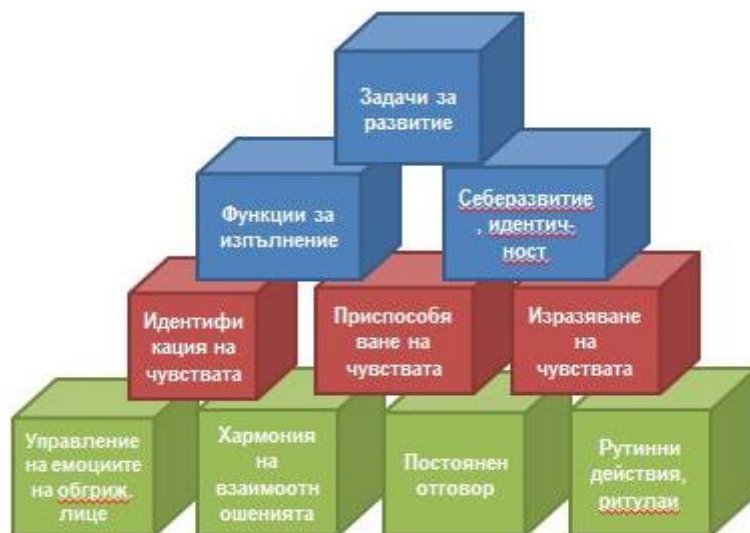 Задачи за
развитие
Функции за
изпълнение
Себеразвитие
, идентич-
ност
Идентифи
кация на
чувствата
Приспособя
ване на
чувствата
Изразяване
на
чувствата
Управление
на емоциите
на обгриж.
лице
Хармония
на
взаимоотн
ошенията
Постоянен
отговор
Рутинни
действия,
ритулаи